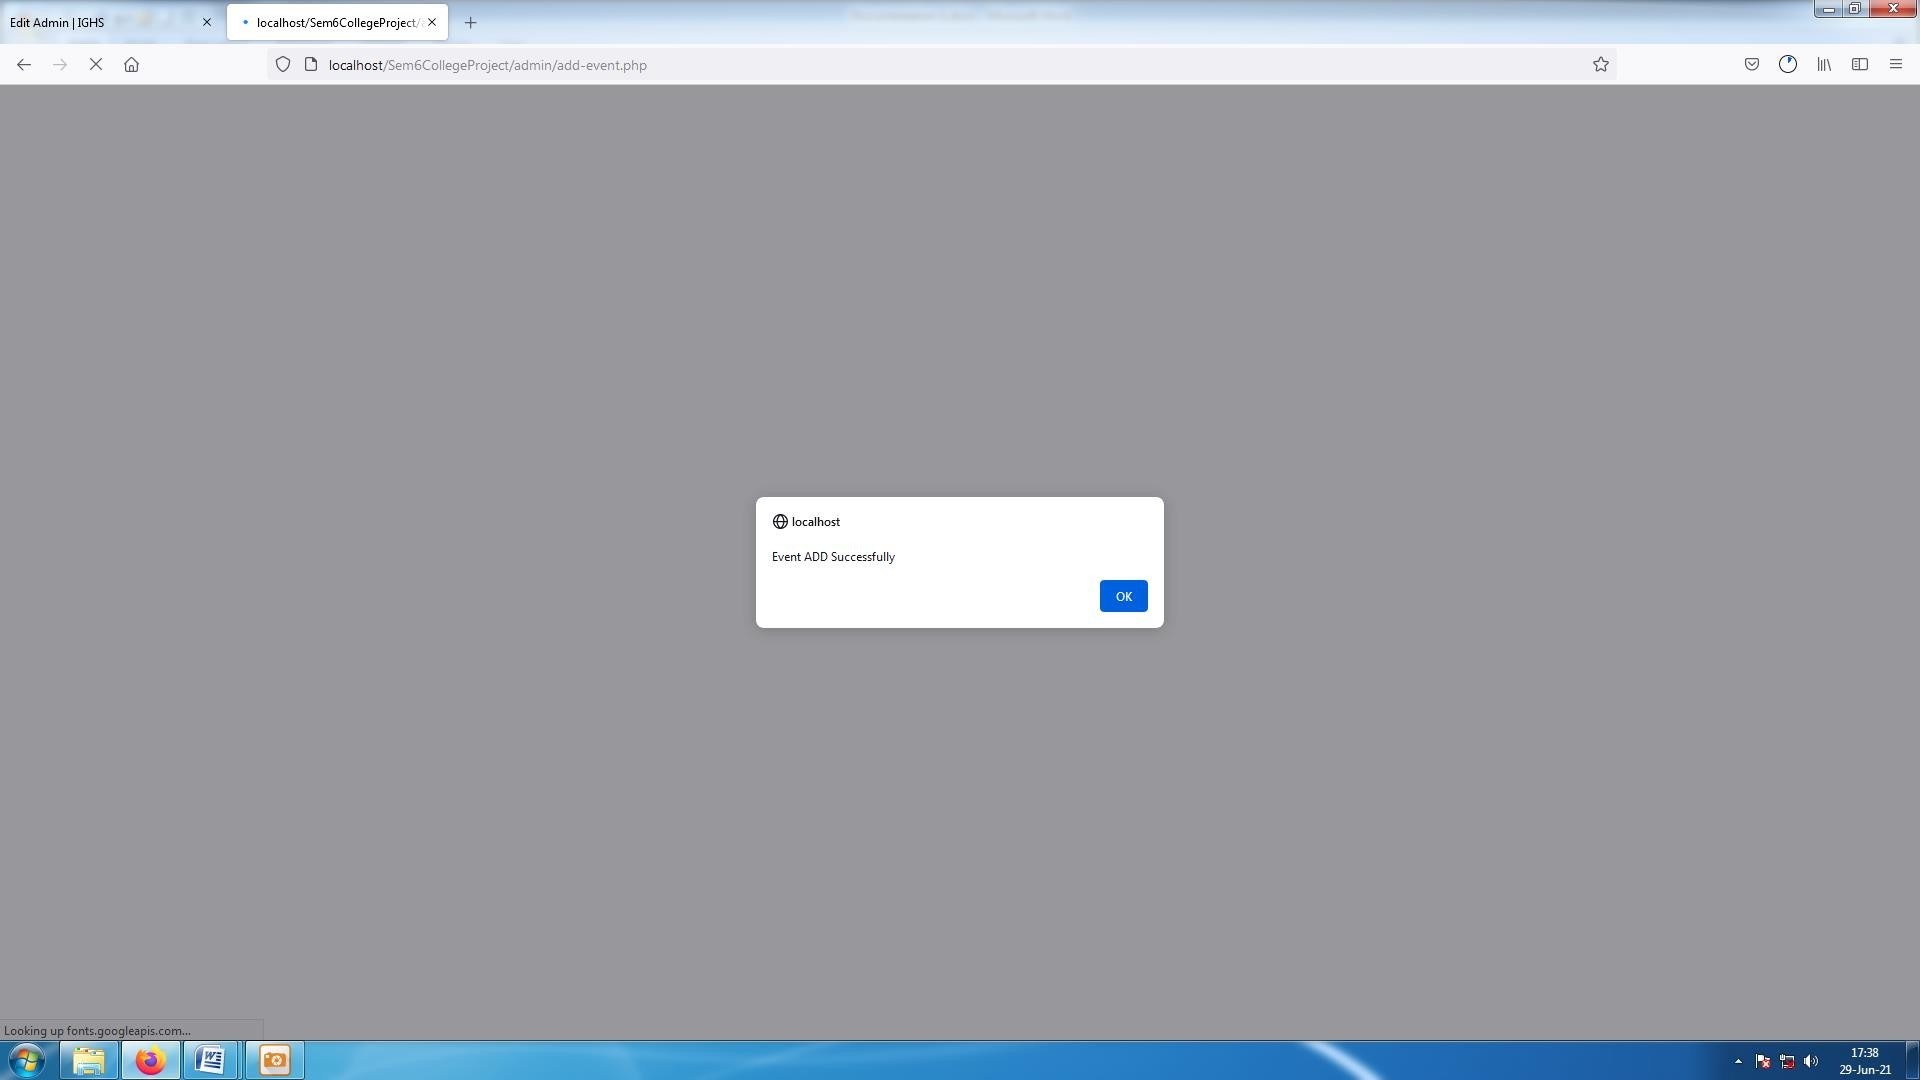 Edit Admin | IGHS
localhost/Sem6CollegeProject/
localhost/Sem6CollegeProject/admin/add-event.php
localhost
Event ADD Successfully
OK
Looking up fonts.googleapis.com...
17:38
29-Jun-21